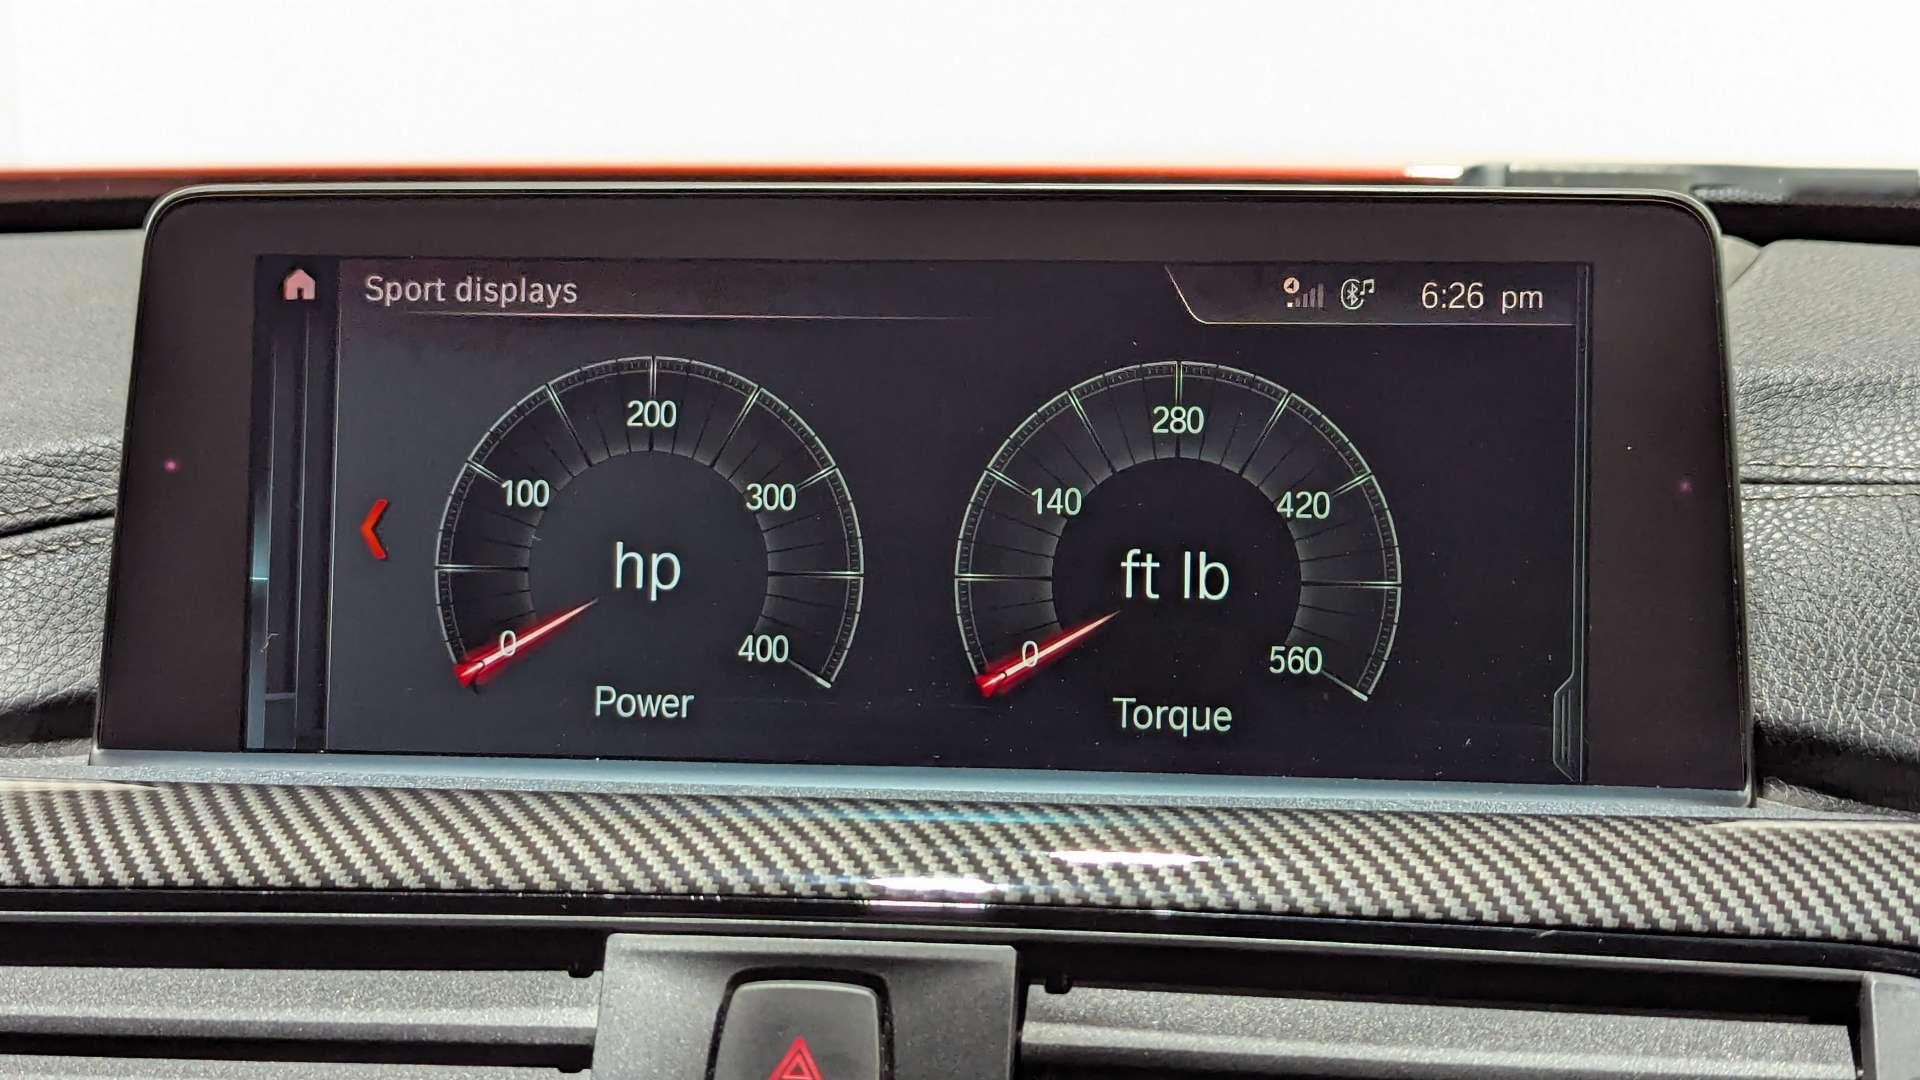 Sport displays
6:26 pm
200
100
300
hp
0
400
Power
280
140
420
ft lb
0
560
Torque